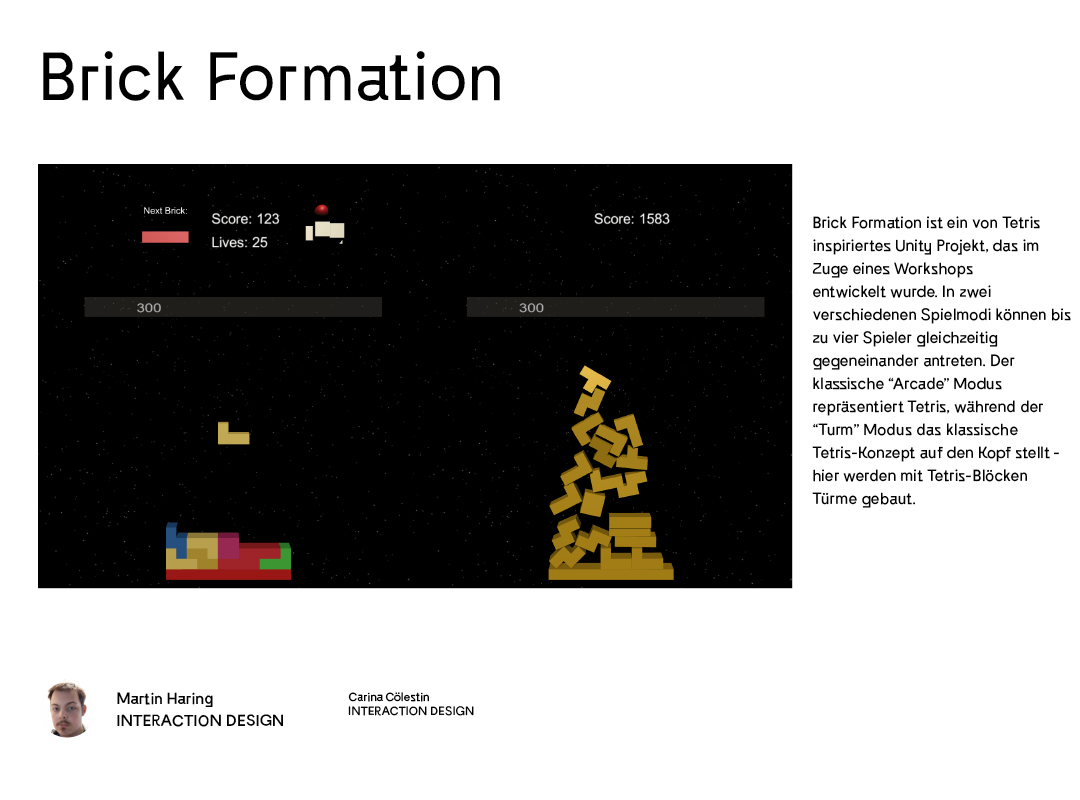 Brick Formation
Next Brick:
Score: 123
Lives: 25
Score: 1583
300
300
Brick Formation ist ein von Tetris
inspiriertes Unity Projekt, das im
Zuge eines Workshops
entwickelt wurde. In zwei
verschiedenen Spielmodi können bis
zu vier Spieler gleichzeitig
gegeneinander antreten. Der
klassische “Arcade” Modus
repräsentiert Tetris, während der
“Turm” Modus das klassische
Tetris-Konzept auf den Kopf stellt -
hier werden mit Tetris-Blöcken
Türme gebaut.
Martin Haring
INTERACTION DESIGN
Carina Cölestin
INTERACTION DESIGN